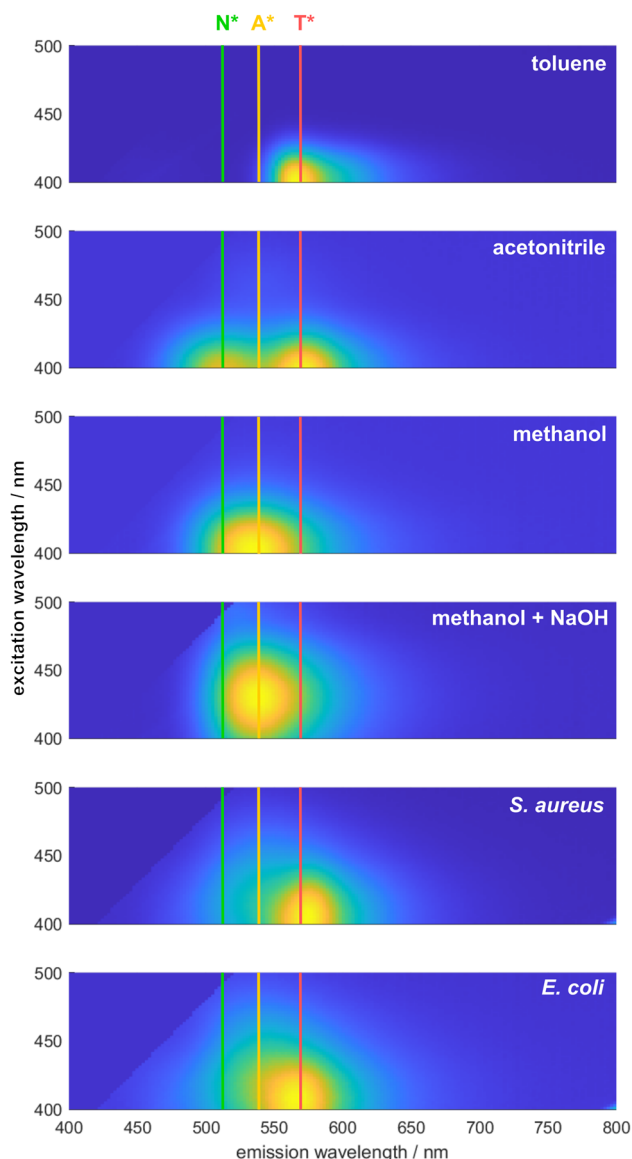 N* A* T*
500
toluene
450
400
500
acetonitrile
450
400
500
methanol
450
400
excitation wavelength / nm
500
methanol + NaOH
450
400
500
S. aureus
450
400
500
E. coli
450
400
400 450 500 550 600 650 700 750 800
emission wavelength / nm